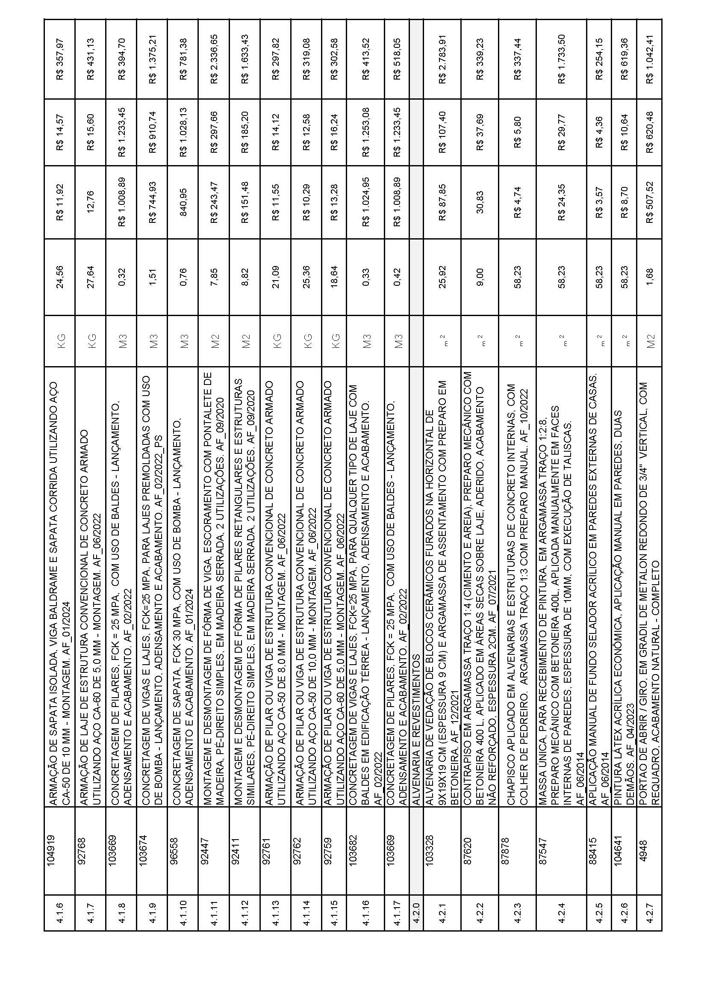 4.1.6 104919 ARMAÇÃO DE SAPATA ISOLADA, VIGA BALDRAME E SAPATA CORRIDA UTILIZANDO AÇO
CA-50 DE 10 MM - MONTAGEM. AF_01/2024 KG 24,56 R$ 11,92 R$ 14,57 R$ 357,97
4.1.7 92768 ARMAÇÃO DE LAJE DE ESTRUTURA CONVENCIONAL DE CONCRETO ARMADO
UTILIZANDO AÇO CA-60 DE 5,0 MM - MONTAGEM. AF_06/2022 KG 27,64 12,76 R$ 15,60 R$ 431,13
4.1.8 103669 CONCRETAGEM DE PILARES, FCK = 25 MPA, COM USO DE BALDES - LANÇAMENTO,
ADENSAMENTO E ACABAMENTO. AF_02/2022 M3 0,32 R$ 1.008,89 R$ 1.233,45 R$ 394,70
4.1.9 103674 CONCRETAGEM DE VIGAS E LAJES, FCK=25 MPA, PARA LAJES PREMOLDADAS COM USO
DE BOMBA - LANÇAMENTO, ADENSAMENTO E ACABAMENTO. AF_02/2022_PS M3 1,51 R$ 744,93 R$ 910,74 R$ 1.375,21
4.1.10 96558 CONCRETAGEM DE SAPATA, FCK 30 MPA, COM USO DE BOMBA - LANÇAMENTO,
ADENSAMENTO E ACABAMENTO. AF_01/2024 M3 0,76 840,95 R$ 1.028,13 R$ 781,38
4.1.11 92447 MONTAGEM E DESMONTAGEM DE FÔRMA DE VIGA, ESCORAMENTO COM PONTALETE DE
MADEIRA, PÉ-DIREITO SIMPLES, EM MADEIRA SERRADA, 2 UTILIZAÇÕES. AF_09/2020 M2 7,85 R$ 243,47 R$ 297,66 R$ 2.336,65
4.1.12 92411 MONTAGEM E DESMONTAGEM DE FÔRMA DE PILARES RETANGULARES E ESTRUTURAS
SIMILARES, PÉ-DIREITO SIMPLES, EM MADEIRA SERRADA, 2 UTILIZAÇÕES. AF_09/2020 M2 8,82 R$ 151,48 R$ 185,20 R$ 1.633,43
4.1.13 92761 ARMAÇÃO DE PILAR OU VIGA DE ESTRUTURA CONVENCIONAL DE CONCRETO ARMADO
UTILIZANDO AÇO CA-50 DE 8,0 MM - MONTAGEM. AF_06/2022 KG 21,09 R$ 11,55 R$ 14,12 R$ 297,82
4.1.14 92762 ARMAÇÃO DE PILAR OU VIGA DE ESTRUTURA CONVENCIONAL DE CONCRETO ARMADO
UTILIZANDO AÇO CA-50 DE 10,0 MM - MONTAGEM. AF_06/2022 KG 25,36 R$ 10,29 R$ 12,58 R$ 319,08
4.1.15 92759 ARMAÇÃO DE PILAR OU VIGA DE ESTRUTURA CONVENCIONAL DE CONCRETO ARMADO
UTILIZANDO AÇO CA-60 DE 5,0 MM - MONTAGEM. AF_06/2022 KG 18,64 R$ 13,28 R$ 16,24 R$ 302,58
4.1.16 103682 CONCRETAGEM DE VIGAS E LAJES, FCK=25 MPA, PARA QUALQUER TIPO DE LAJE COM
BALDES EM EDIFICAÇÃO TÉRREA - LANÇAMENTO, ADENSAMENTO E ACABAMENTO.
AF_02/2022 M3 0,33 R$ 1.024,95 R$ 1.253,08 R$ 413,52
4.1.17 103669 CONCRETAGEM DE PILARES, FCK = 25 MPA, COM USO DE BALDES - LANÇAMENTO,
ADENSAMENTO E ACABAMENTO. AF_02/2022 M3 0,42 R$ 1.008,89 R$ 1.233,45 R$ 518,05
4.2.0 ALVENARIA E REVESTIMENTOS
4.2.1 103328 ALVENARIA DE VEDAÇÃO DE BLOCOS CERÂMICOS FURADOS NA HORIZONTAL DE
9X19X19 CM (ESPESSURA 9 CM) E ARGAMASSA DE ASSENTAMENTO COM PREPARO EM
BETONEIRA. AF_12/2021 m² 25,92 R$ 87,85 R$ 107,40 R$ 2.783,91
4.2.2 87620 CONTRAPISO EM ARGAMASSA TRAÇO 1:4 (CIMENTO E AREIA), PREPARO MECÂNICO COM
BETONEIRA 400 L, APLICADO EM ÁREAS SECAS SOBRE LAJE, ADERIDO, ACABAMENTO
NÃO REFORÇADO, ESPESSURA 2CM. AF_07/2021 m² 9,00 30,83 R$ 37,69 R$ 339,23
4.2.3 87878 CHAPISCO APLICADO EM ALVENARIAS E ESTRUTURAS DE CONCRETO INTERNAS, COM
COLHER DE PEDREIRO. ARGAMASSA TRAÇO 1:3 COM PREPARO MANUAL. AF_10/2022 m² 58,23 R$ 4,74 R$ 5,80 R$ 337,44
4.2.4 87547 MASSA ÚNICA, PARA RECEBIMENTO DE PINTURA, EM ARGAMASSA TRAÇO 1:2:8,
PREPARO MECÂNICO COM BETONEIRA 400L, APLICADA MANUALMENTE EM FACES
INTERNAS DE PAREDES, ESPESSURA DE 10MM, COM EXECUÇÃO DE TALISCAS.
AF_06/2014 m² 58,23 R$ 24,35 R$ 29,77 R$ 1.733,50
4.2.5 88415 APLICAÇÃO MANUAL DE FUNDO SELADOR ACRÍLICO EM PAREDES EXTERNAS DE CASAS.
AF_06/2014 m² 58,23 R$ 3,57 R$ 4,36 R$ 254,15
4.2.6 104641 PINTURA LÁTEX ACRÍLICA ECONÔMICA, APLICAÇÃO MANUAL EM PAREDES, DUAS
DEMÃOS. AF_04/2023 m² 58,23 R$ 8,70 R$ 10,64 R$ 619,36
4.2.7 4948 PORTAO DE ABRIR / GIRO, EM GRADIL DE METALON REDONDO DE 3/4" VERTICAL, COM
REQUADRO, ACABAMENTO NATURAL - COMPLETO M2 1,68 R$ 507,52 R$ 620,48 R$ 1.042,41